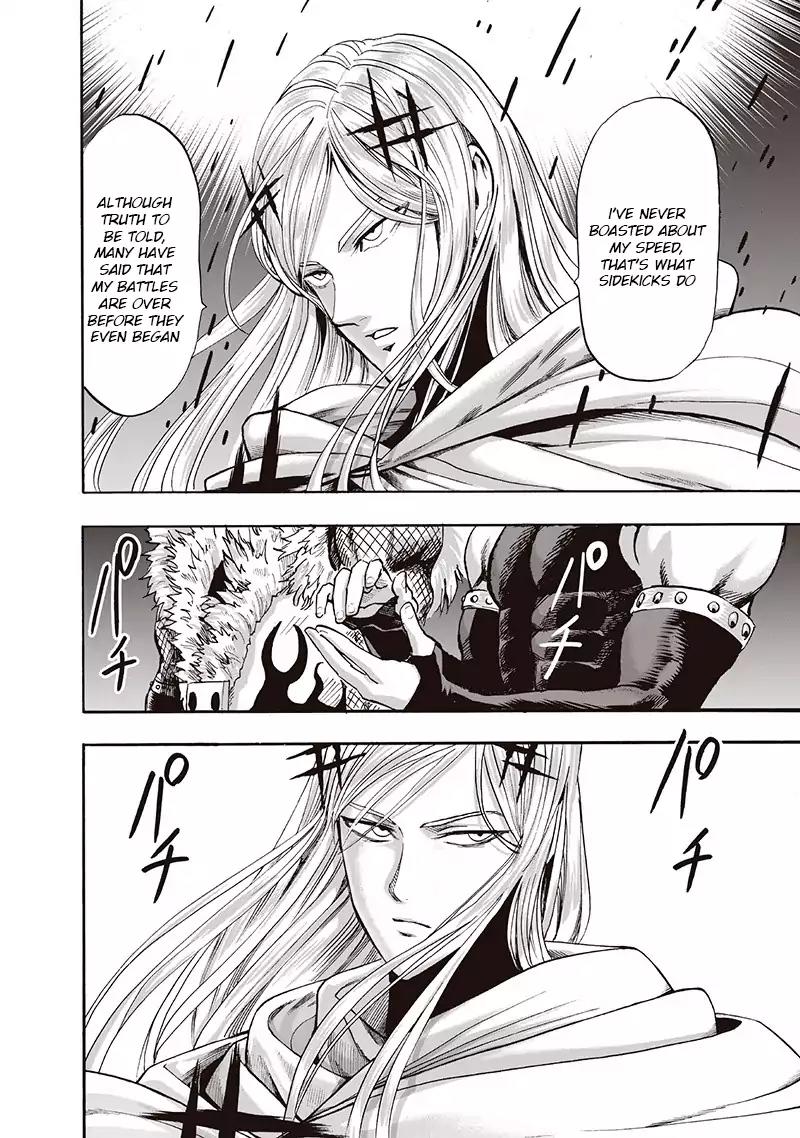 I'VE NEVER
BOASTED ABOUT
MY SPEED,
THAT'S WHAT
SIDEKICKS DO
ALTHOUGH
TRUTH TO
BE TOLD,
MANY HAVE
SAID THAT
MY BATTLES
ARE OVER
BEFORE THEY
EVEN BEGAN
パチ
パチ
パチ
パチ